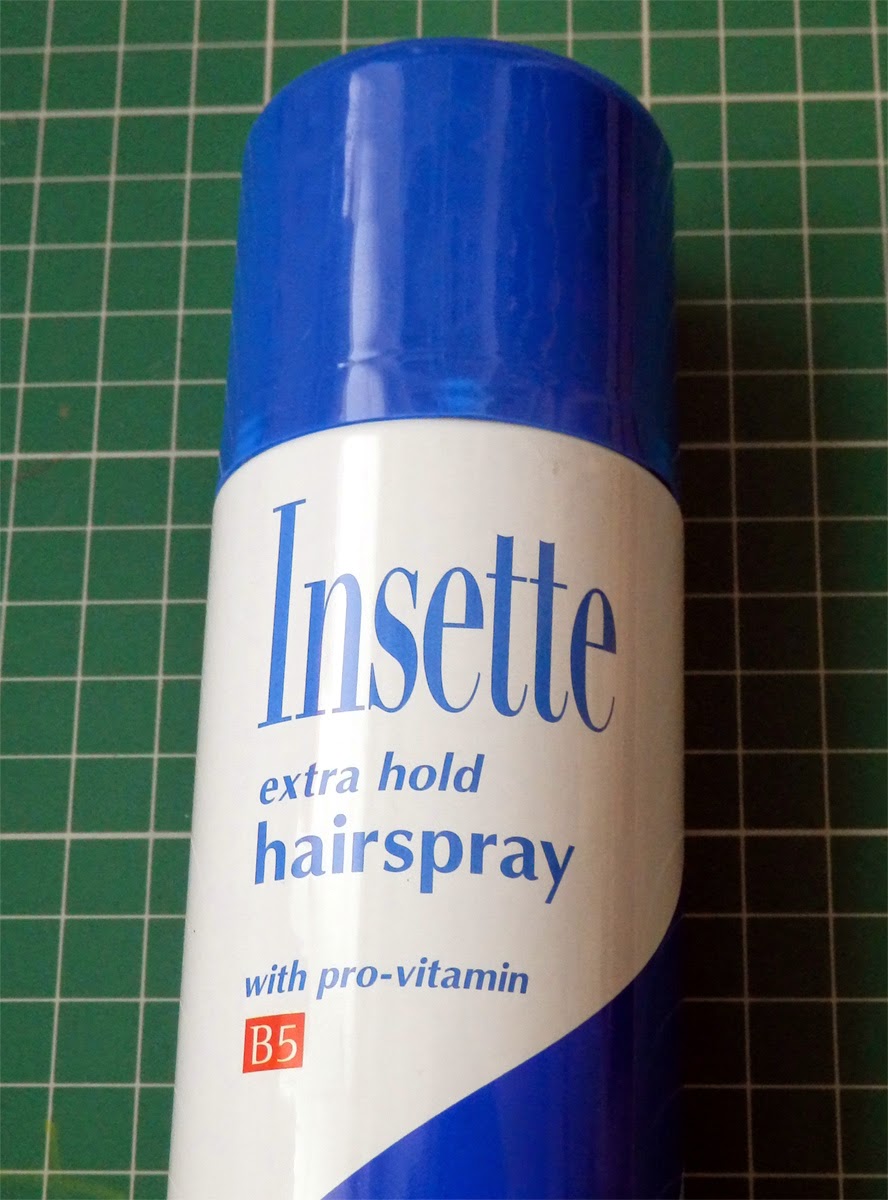 Insette
extra hold
hairspray
with pro-vitamin
B5